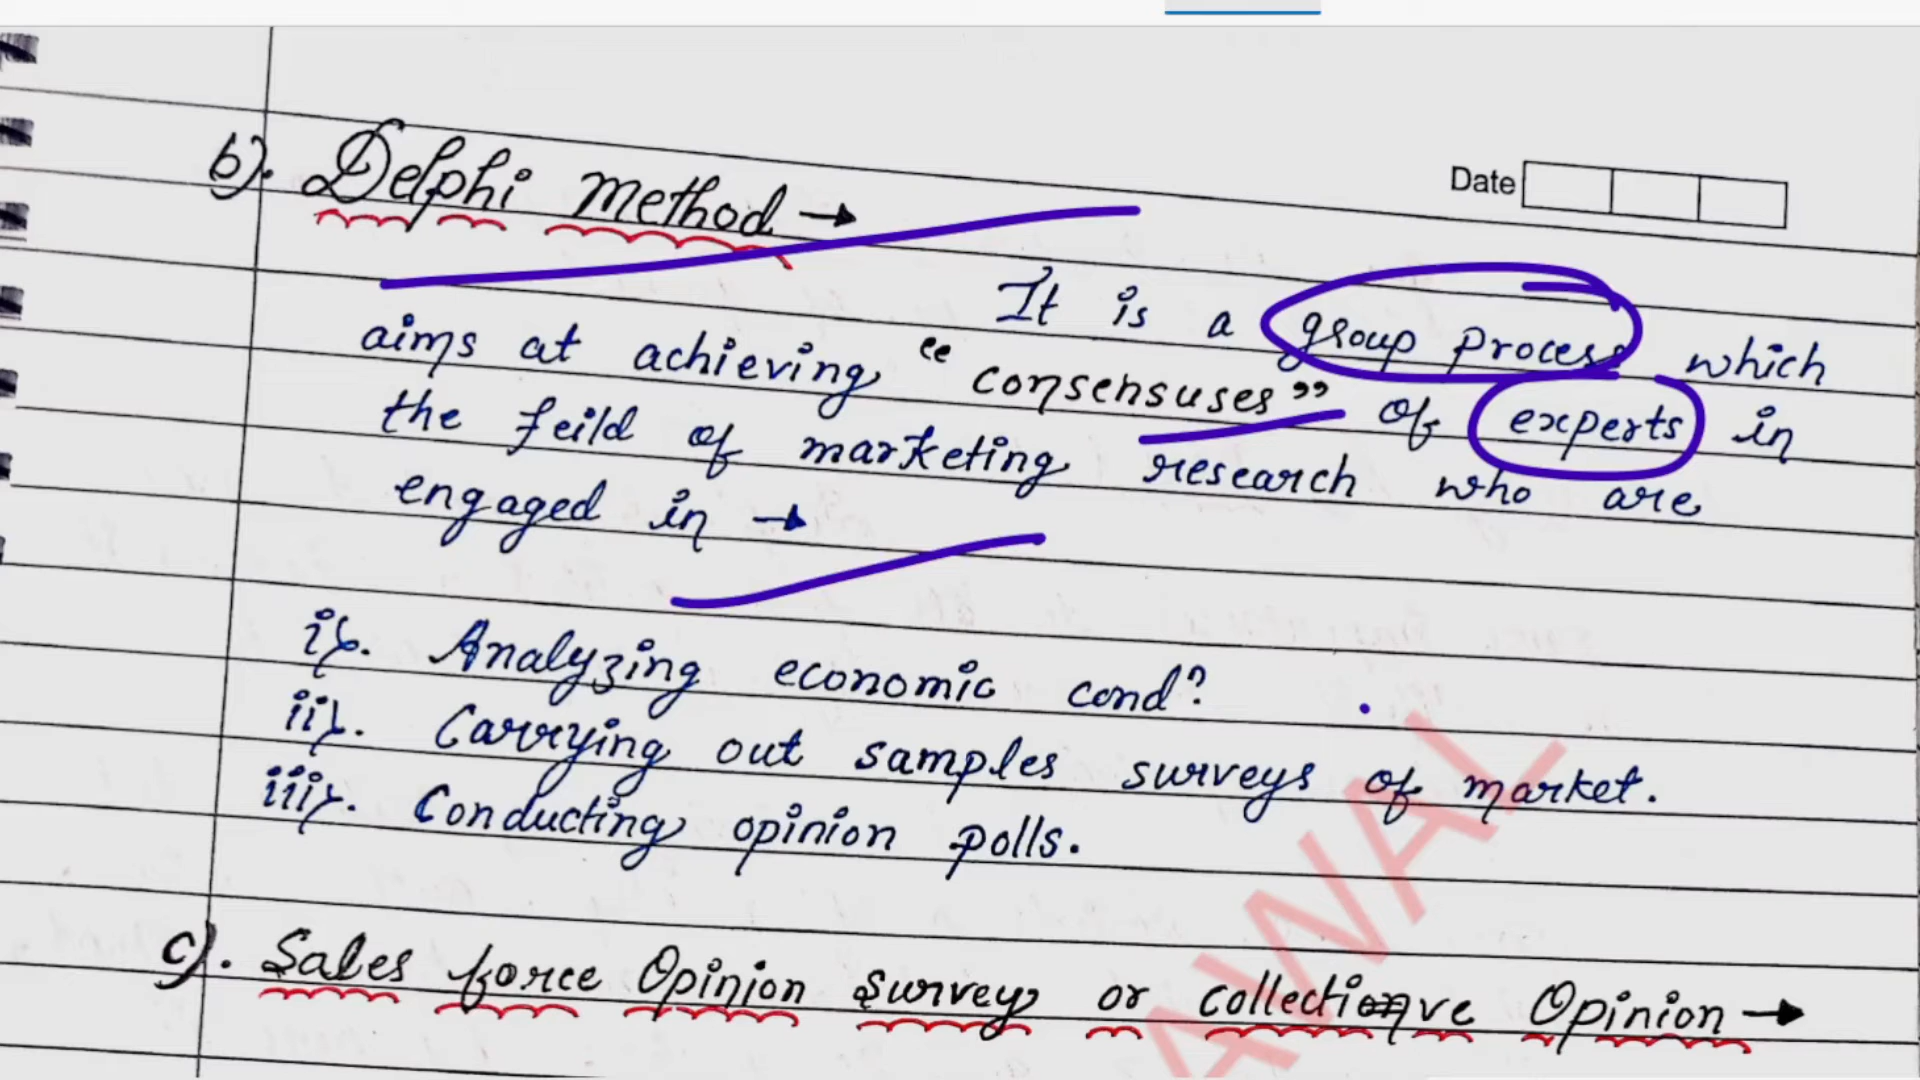 Date
b). Delphi Method →
It is a group process which
aims at achieving “consensuses” of experts in
the feild of marketing research who are
engaged in →
i). Analyzing economic cond?
ii). Carrying out samples surveys of market.
iii). Conducting opinion polls.
c). Sales force Opinion Survey or collective Opinion →
AWAL